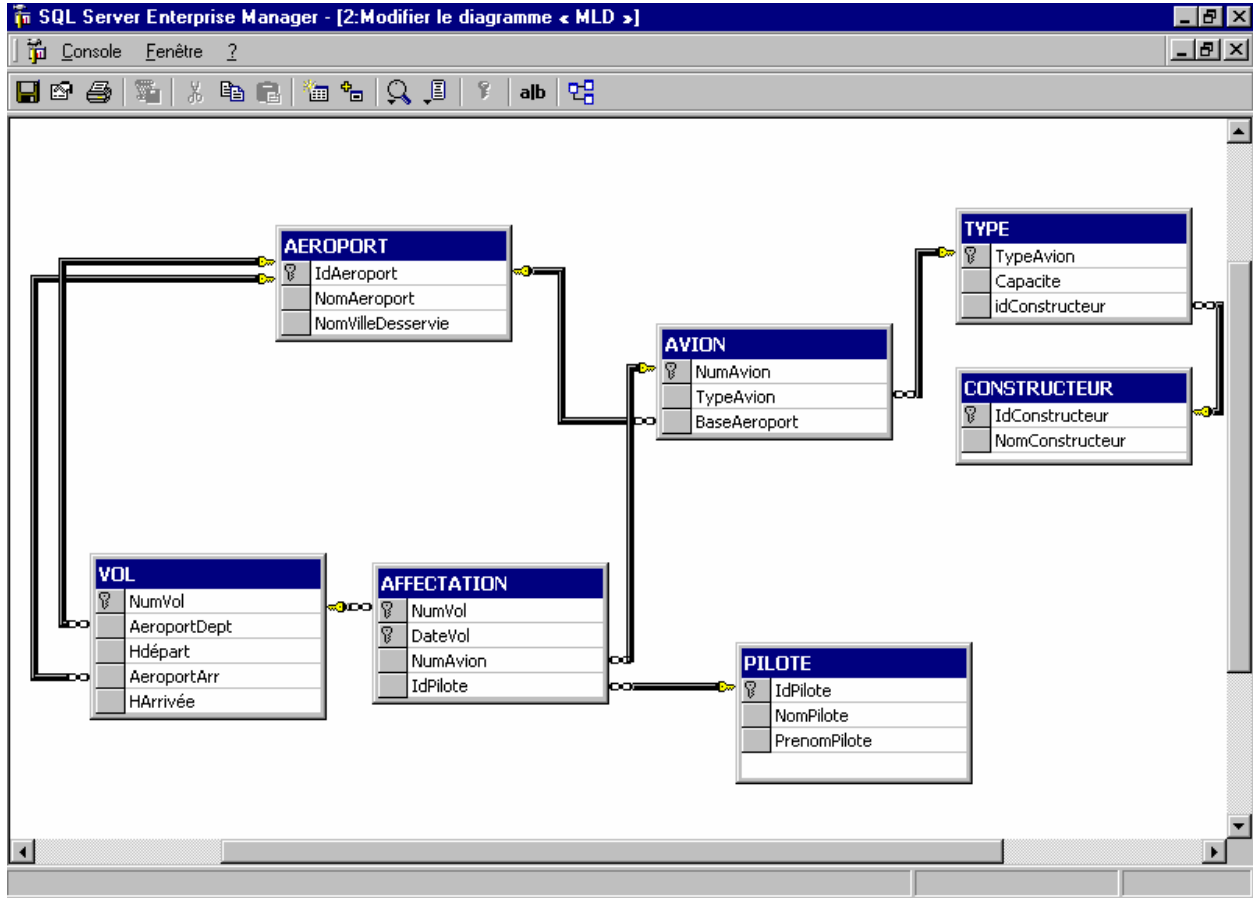 SQL Server Enterprise Manager - [2:Modifier le diagramme « MLD »]
Console Fenêtre ?
a|b
AEROPORT
IdAeroport
NomAeroport
NomVilleDesservie
TYPE
TypeAvion
Capacite
idConstructeur
AVION
NumAvion
TypeAvion
BaseAeroport
CONSTRUCTEUR
IdConstructeur
NomConstructeur
VOL
NumVol
AeroportDept
Hdépart
AeroportArr
HArrivée
AFFECTATION
NumVol
DateVol
NumAvion
IdPilote
PILOTE
IdPilote
NomPilote
PrenomPilote